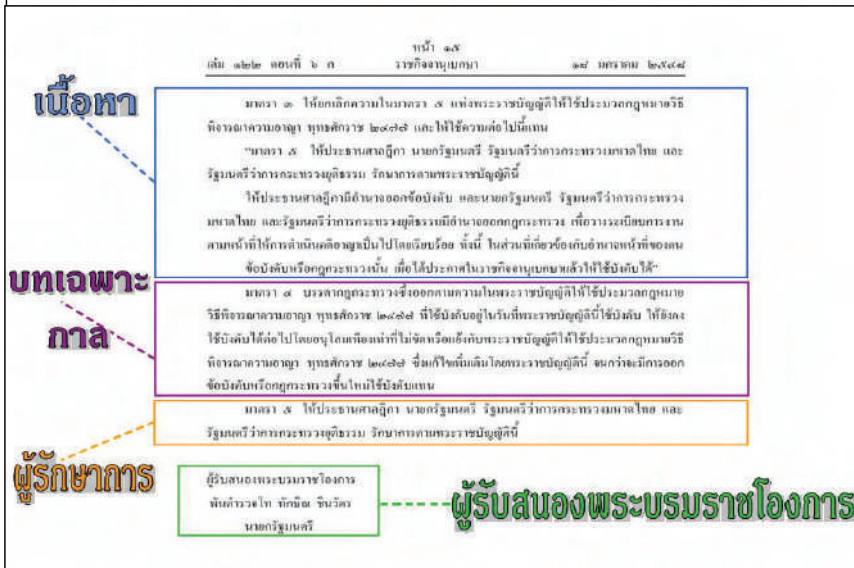 หน้า ๑๕
เล่ม ๑๒๒ ตอนที่ ๖ ก ราชกิจจานุเบกษา ๑๘ มกราคม ๒๕๔๘
เนื้อหา
มาตรา ๓ ให้ยกเลิกความในมาตรา ๕ แห่งพระราชบัญญัติให้ใช้ประมวลกฎหมายวิธี
พิจารณาความอาญา พุทธศักราช ๒๔๗๗ และให้ใช้ความต่อไปนี้แทน
“มาตรา ๕ ให้ประธานศาลฎีกา นายกรัฐมนตรี รัฐมนตรีว่าการกระทรวงมหาดไทย และ
รัฐมนตรีว่าการกระทรวงยุติธรรม รักษาการตามพระราชบัญญัตินี้
ให้ประธานศาลฎีกามีอำนาจออกข้อบังคับ และนายกรัฐมนตรี รัฐมนตรีว่าการกระทรวง
มหาดไทย และรัฐมนตรีว่าการกระทรวงยุติธรรมมีอำนาจออกกฎกระทรวง เพื่อวางระเบียบการงาน
ตามหน้าที่ให้การดำเนินคดีอาญาเป็นไปโดยเรียบร้อย ทั้งนี้ ในส่วนที่เกี่ยวข้องกับอำนาจหน้าที่ของตน
ข้อบังคับหรือกฎกระทรวงนั้น เมื่อได้ประกาศในราชกิจจานุเบกษาแล้วให้ใช้บังคับได้”
บทเฉพาะ
กาล
มาตรา ๔ บรรดากฎกระทรวงซึ่งออกตามความในพระราชบัญญัติให้ใช้ประมวลกฎหมาย
วิธีพิจารณาความอาญา พุทธศักราช ๒๔๗๗ ที่ใช้บังคับอยู่ในวันที่พระราชบัญญัตินี้ใช้บังคับ ให้ยังคง
ใช้บังคับได้ต่อไปโดยอนุโลมเพียงเท่าที่ไม่ขัดหรือแย้งกับพระราชบัญญัติให้ใช้ประมวลกฎหมายวิธี
พิจารณาความอาญา พุทธศักราช ๒๔๗๗ ซึ่งแก้ไขเพิ่มเติมโดยพระราชบัญญัตินี้ จนกว่าจะมีการออก
ข้อบังคับหรือกฎกระทรวงขึ้นใหม่ใช้บังคับแทน
มาตรา ๕ ให้ประธานศาลฎีกา นายกรัฐมนตรี รัฐมนตรีว่าการกระทรวงมหาดไทย และ
รัฐมนตรีว่าการกระทรวงยุติธรรม รักษาการตามพระราชบัญญัตินี้
ผู้รักษาการ
ผู้รับสนองพระบรมราชโองการ
พันตำรวจโท ทักษิณ ชินวัตร
นายกรัฐมนตรี
ผู้รับสนองพระบรมราชโองการ